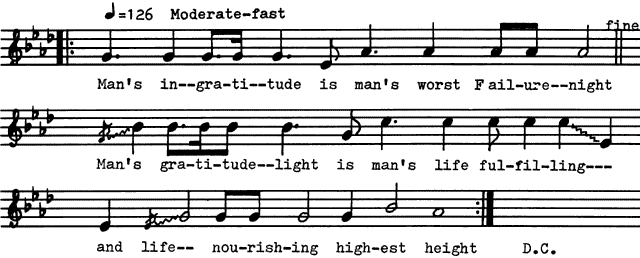 ♩=126 Moderate-fast
fine
Man's in--gra-ti--tude is man's worst Fail-ure--night
Man's gra-ti-tude--light is man's life ful-fil-ling---
and life-- nou-rish-ing high-est height D.C.